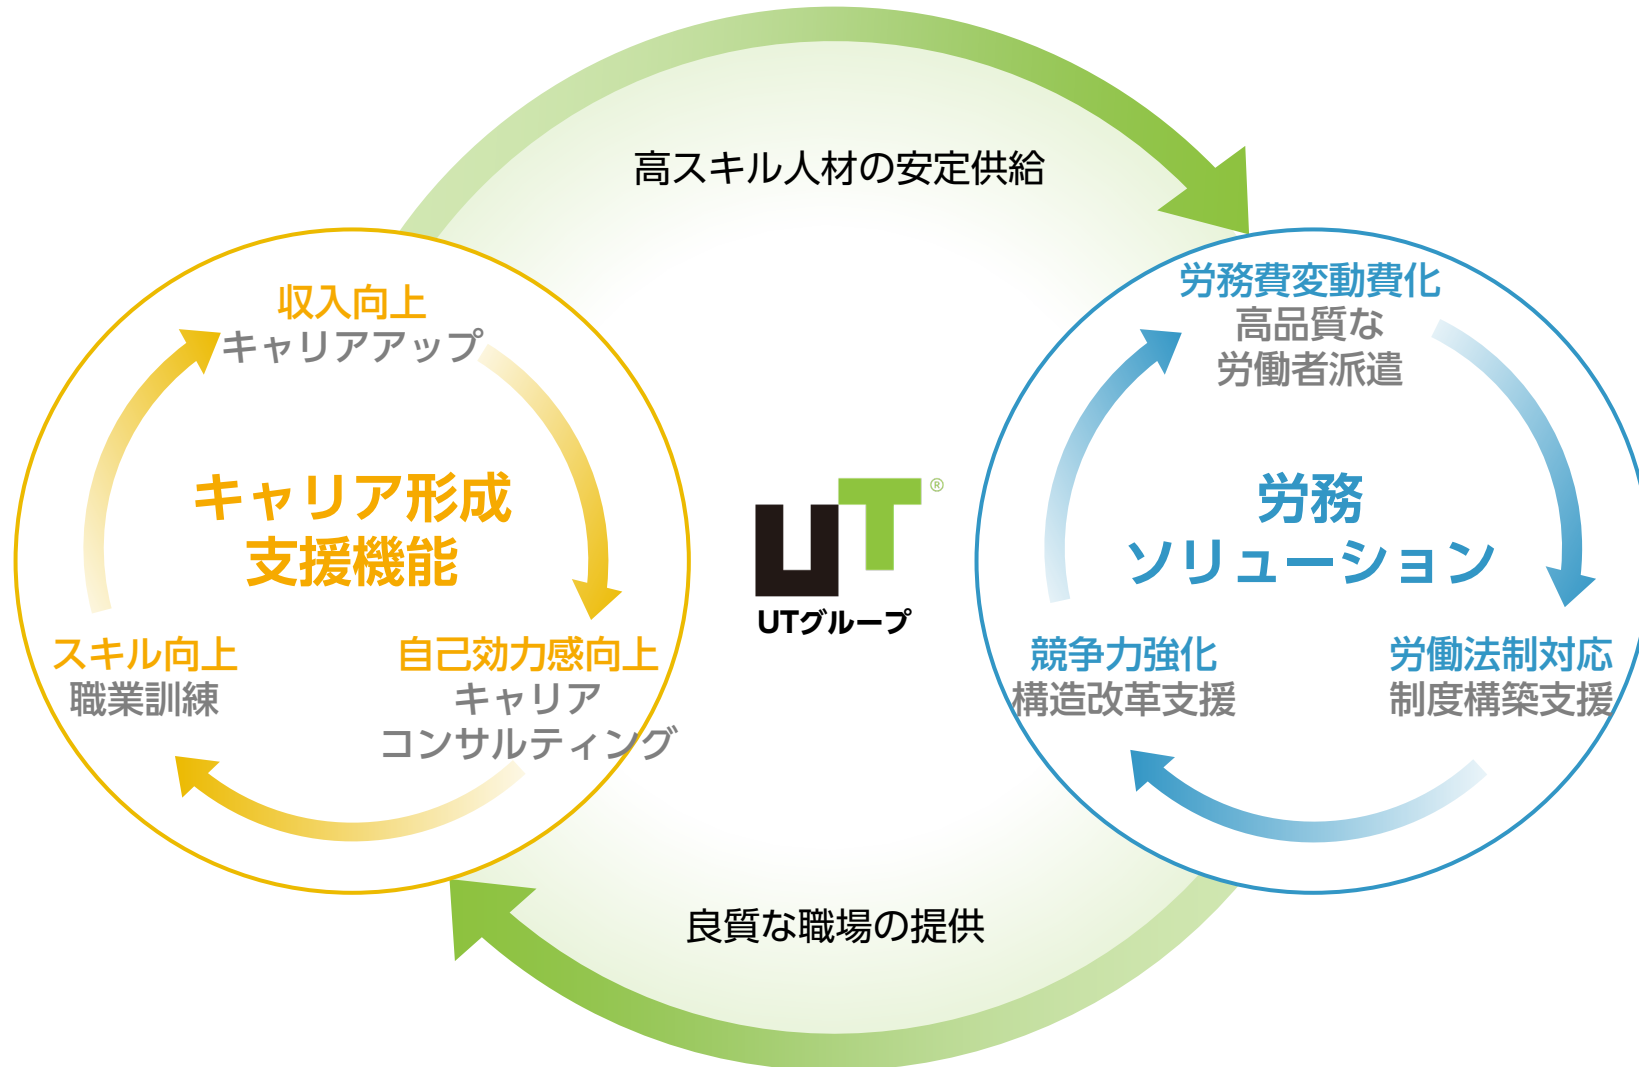 高スキル人材の安定供給
収入向上
キャリアアップ
キャリア形成
支援機能
スキル向上
職業訓練
自己効力感向上
キャリア
コンサルティング
UT®
UTグループ
労務費変動費化
高品質な
労働者派遣
労務
ソリューション
競争力強化
構造改革支援
労働法制対応
制度構築支援
良質な職場の提供